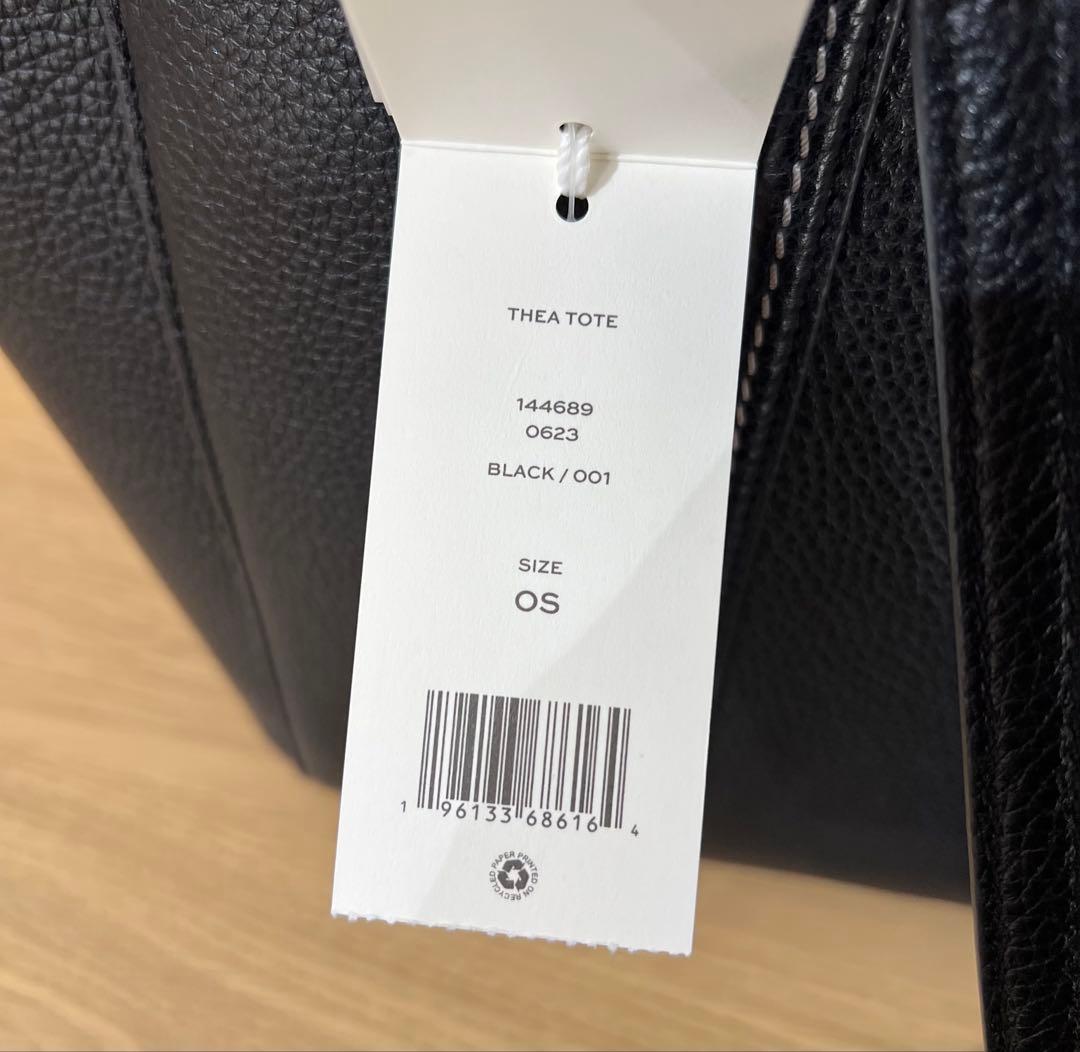 THEA TOTE
144689
0623
BLACK / 001
SIZE
OS
1 96133 68616 4
PRINTED ON RECYCLED PAPER